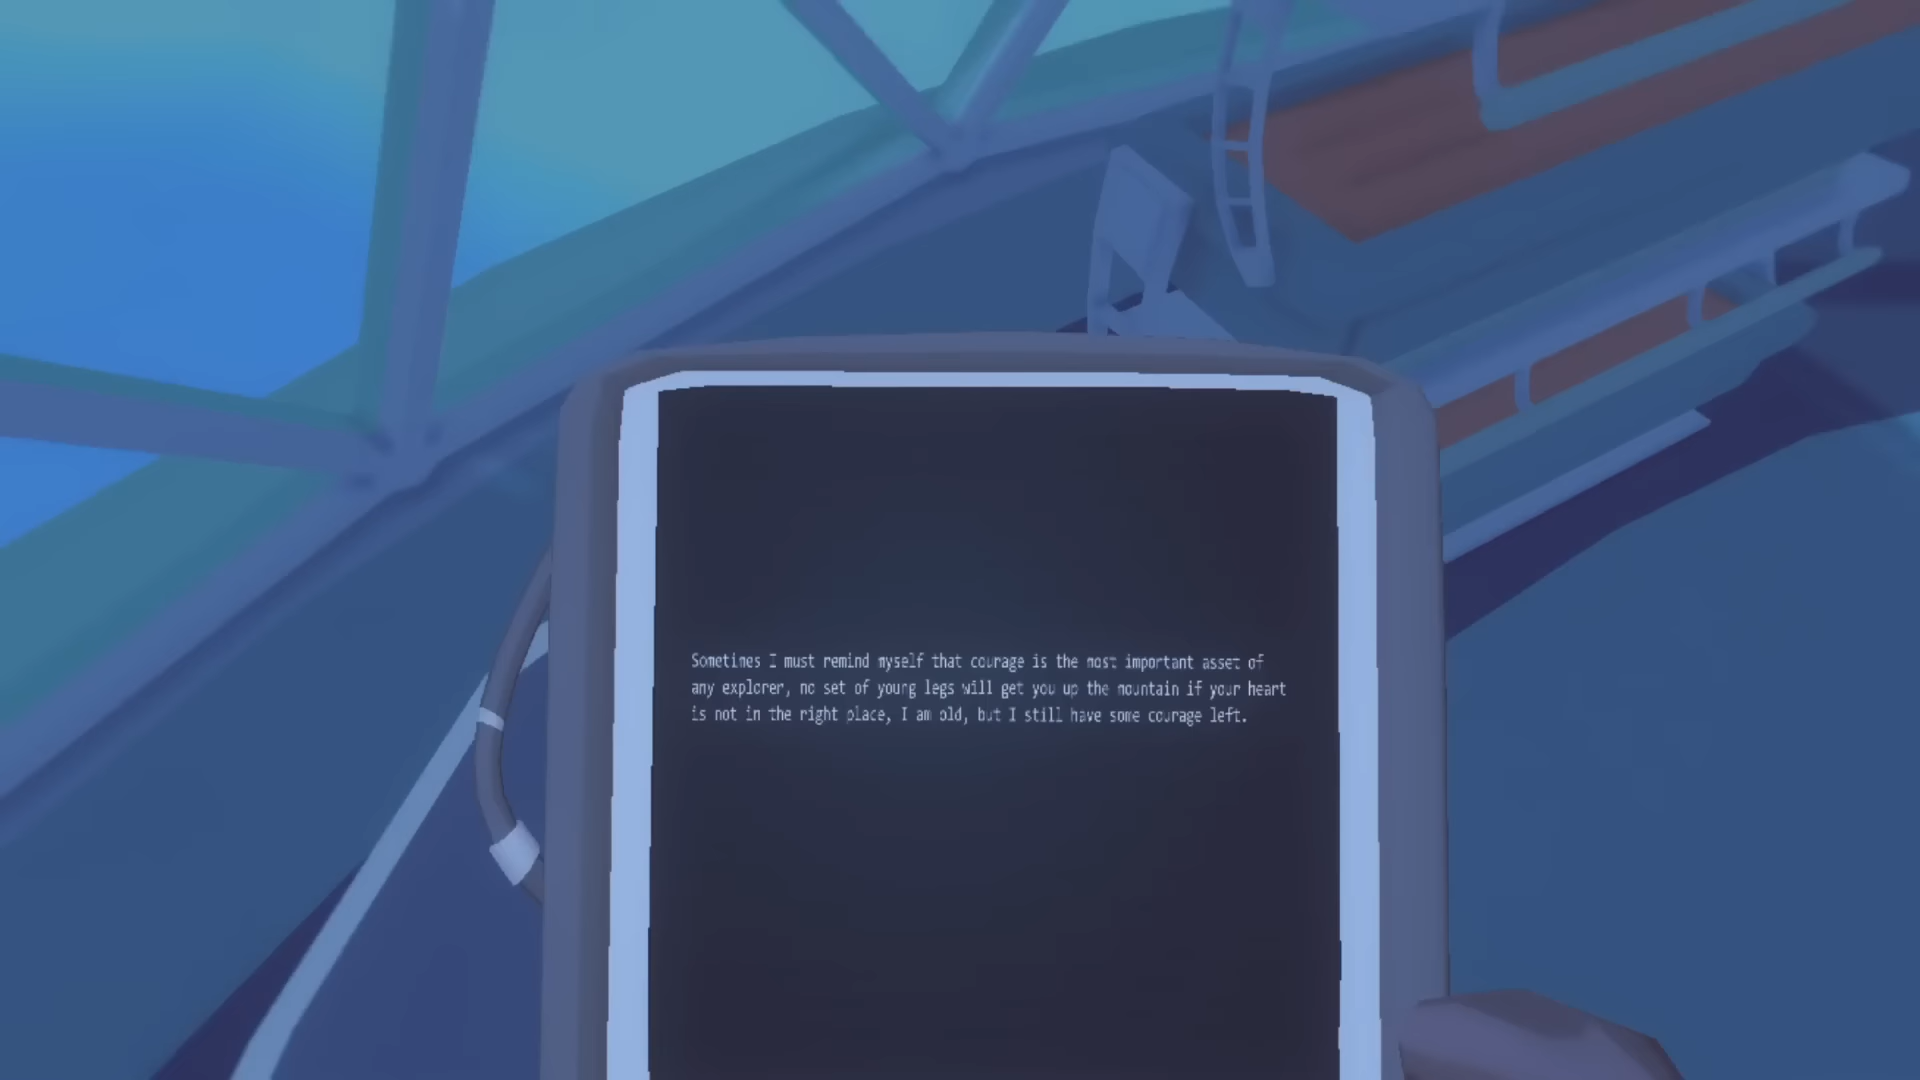 Sometimes I must remind myself that courage is the most important asset of
any explorer, no set of young legs will get you up the mountain if your heart
is not in the right place, I am old, but I still have some courage left.